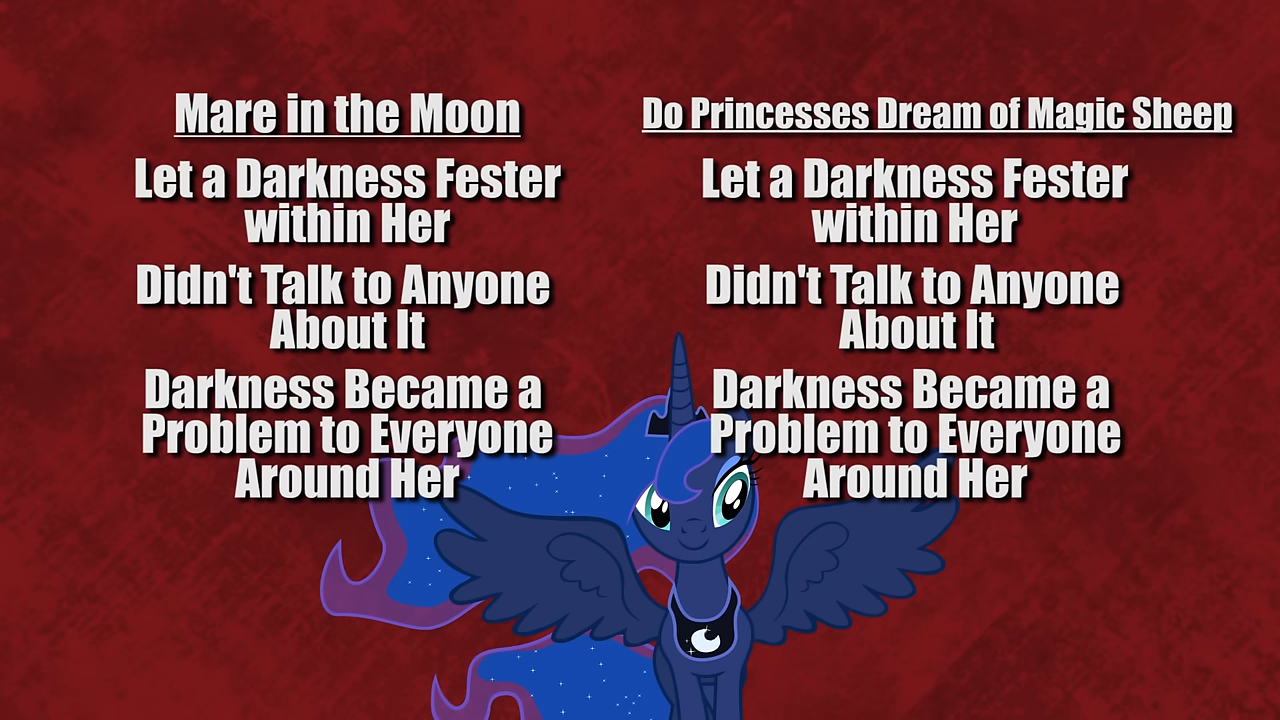 Mare in the Moon
Let a Darkness Fester
within Her
Didn't Talk to Anyone
About It
Darkness Became a
Problem to Everyone
Around Her
Do Princesses Dream of Magic Sheep
Let a Darkness Fester
within Her
Didn't Talk to Anyone
About It
Darkness Became a
Problem to Everyone
Around Her